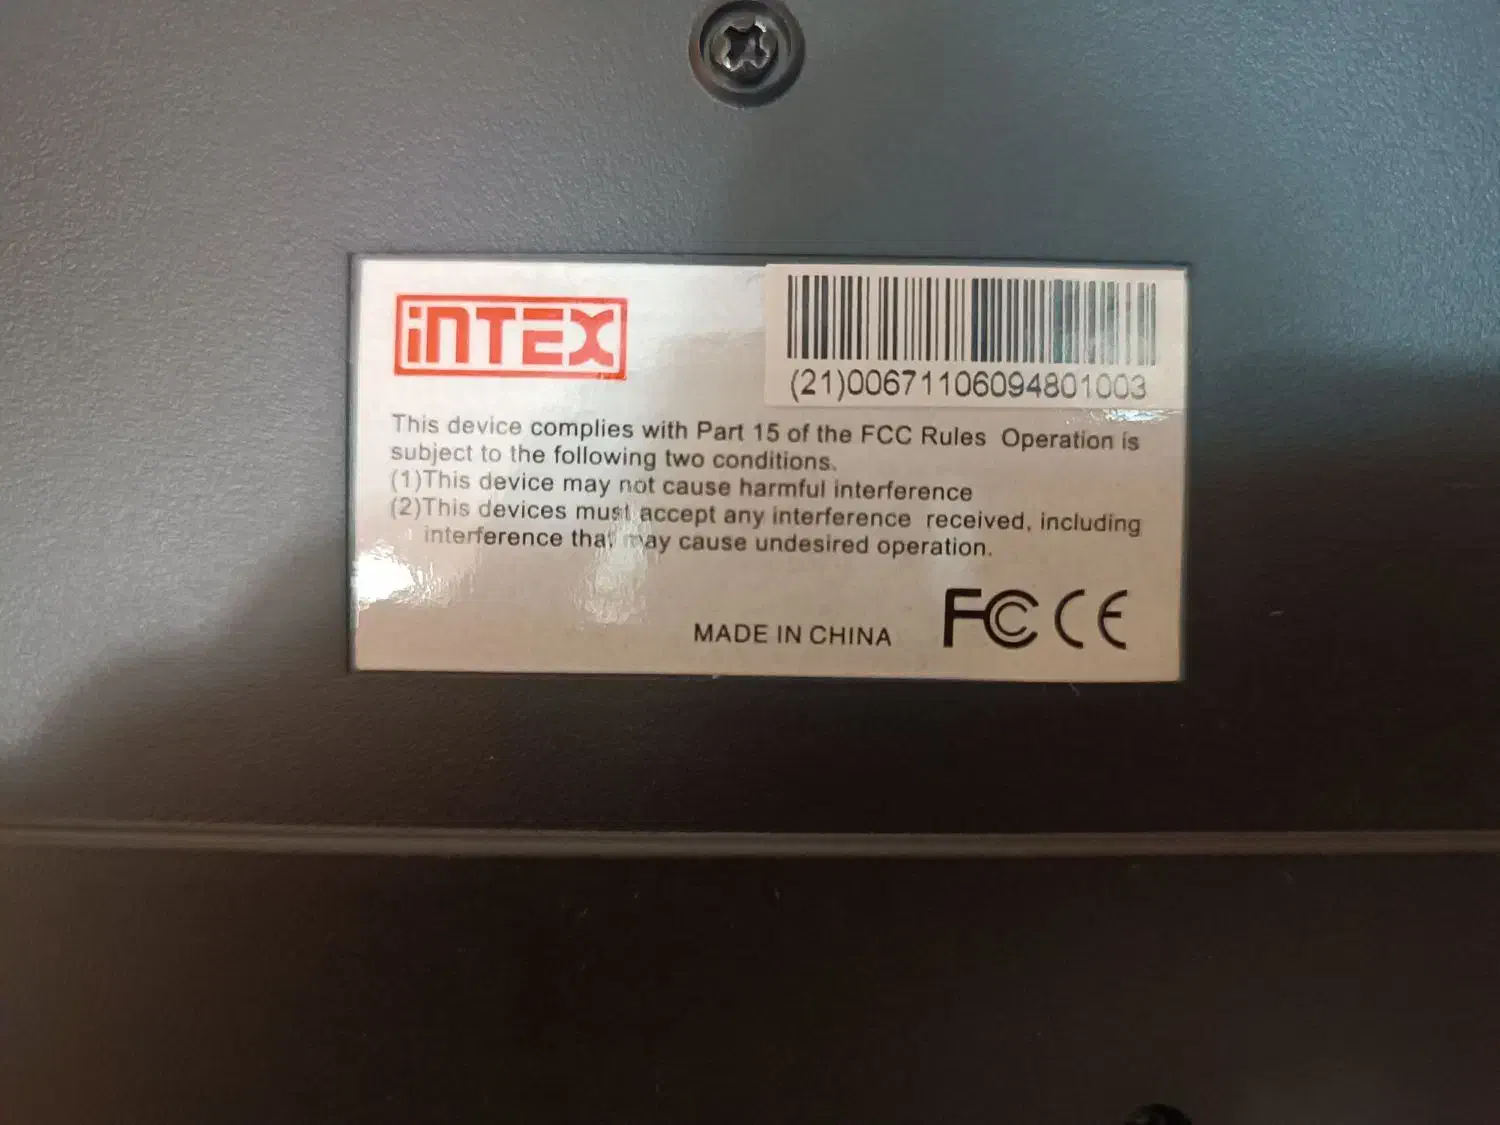 iNTEX
(21)00671106094801003
This device complies with Part 15 of the FCC Rules Operation is
subject to the following two conditions.
(1)This device may not cause harmful interference
(2)This devices must accept any interference received, including
interference that may cause undesired operation.
MADE IN CHINA
FC CE